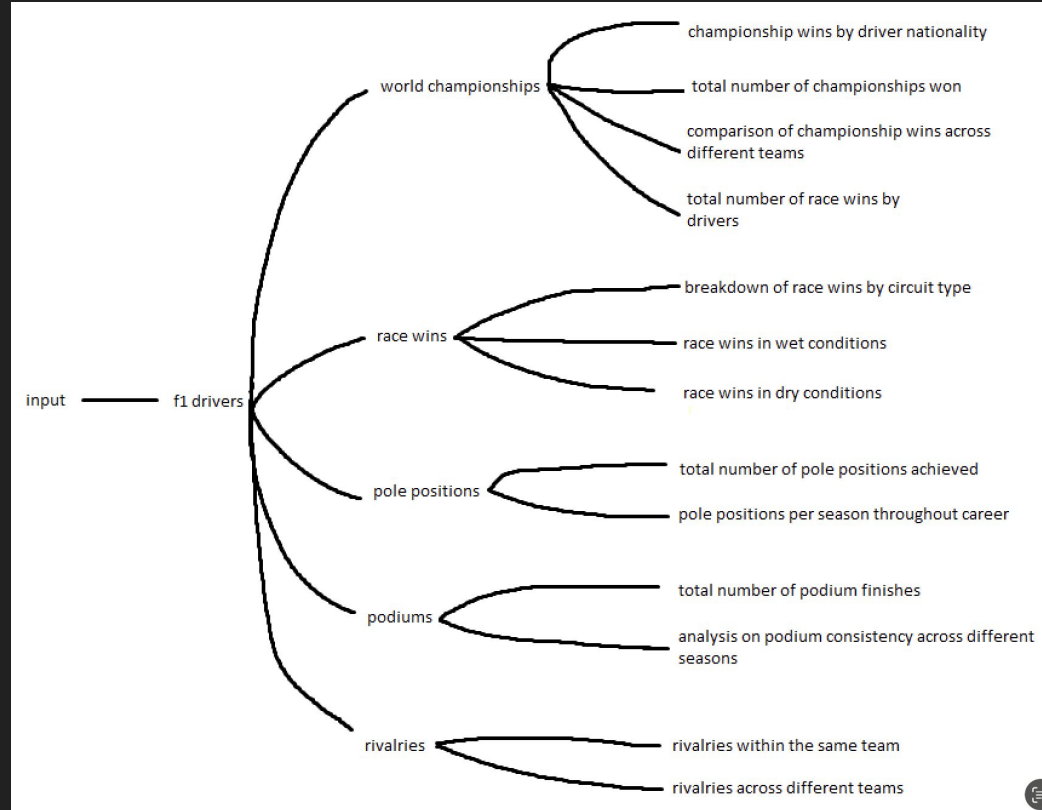 championship wins by driver nationality
world championships
total number of championships won
comparison of championship wins across
different teams
total number of race wins by
drivers
breakdown of race wins by circuit type
race wins
race wins in wet conditions
race wins in dry conditions
input
f1 drivers
total number of pole positions achieved
pole positions
pole positions per season throughout career
total number of podium finishes
podiums
analysis on podium consistency across different
seasons
rivalries
rivalries within the same team
rivalries across different teams